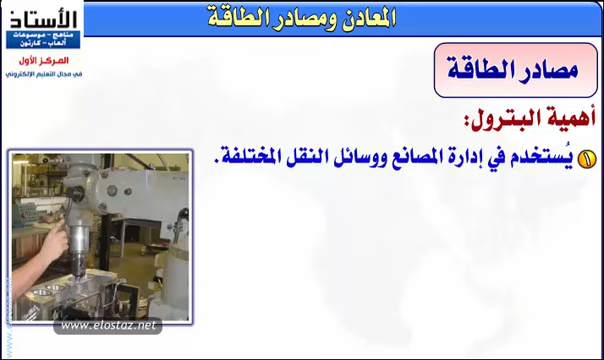 المعادن ومصادر الطاقة
الأستاذ
مناهج - موسوعات
ألعاب - كارتون
المركز الأول
في مجال التعليم الإلكتروني
مصادر الطاقة
أهمية البترول:
١ يُستخدم في إدارة المصانع ووسائل النقل المختلفة.
www.elostaz.net